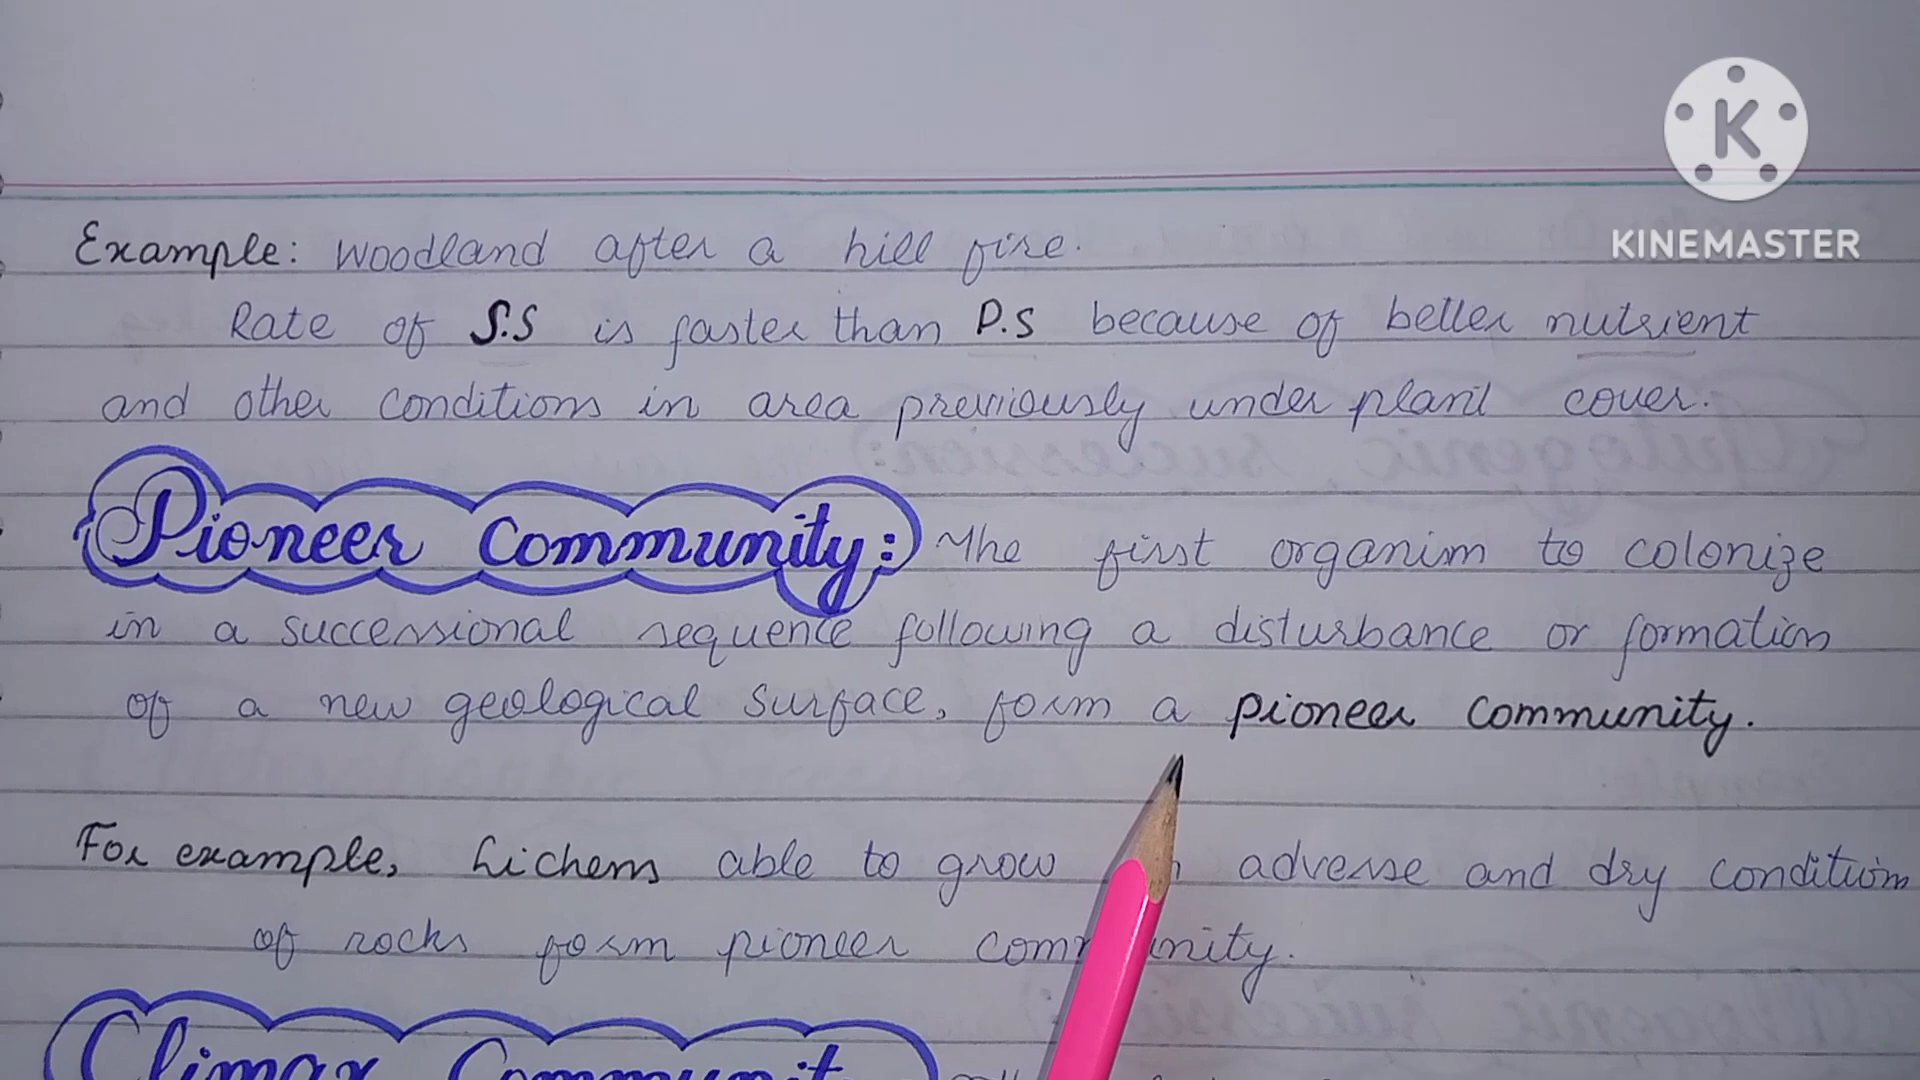 K
KINEMASTER
Example: Woodland after a hill fire.
Rate of S.S is faster than P.S because of better nutrient
and other conditions in area previously under plant cover.
Pioneer Community: The first organism to colonize
in a successional sequence following a disturbance or formation
of a new geological surface, form a pioneer community.
For example, Lichens able to grow adverse and dry condition
of rocks form pioneer community.
Climax Community